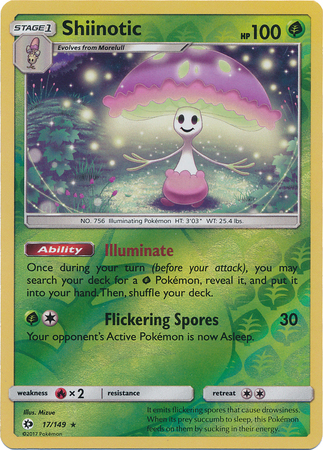 STAGE 1
Shiinotic
HP 100
Evolves from Morelull
NO. 756 Illuminating Pokémon HT: 3'03" WT: 25.4 lbs.
Ability Illuminate
Once during your turn (before your attack), you may
search your deck for a Pokémon, reveal it, and put it
into your hand. Then, shuffle your deck.
Flickering Spores 30
Your opponent's Active Pokémon is now Asleep.
weakness × 2 resistance retreat
Illus. Mizue
17/149 ★
©2017 Pokémon
It emits flickering spores that cause drowsiness.
When its prey succumb to sleep, this Pokémon
feeds on them by sucking in their energy.